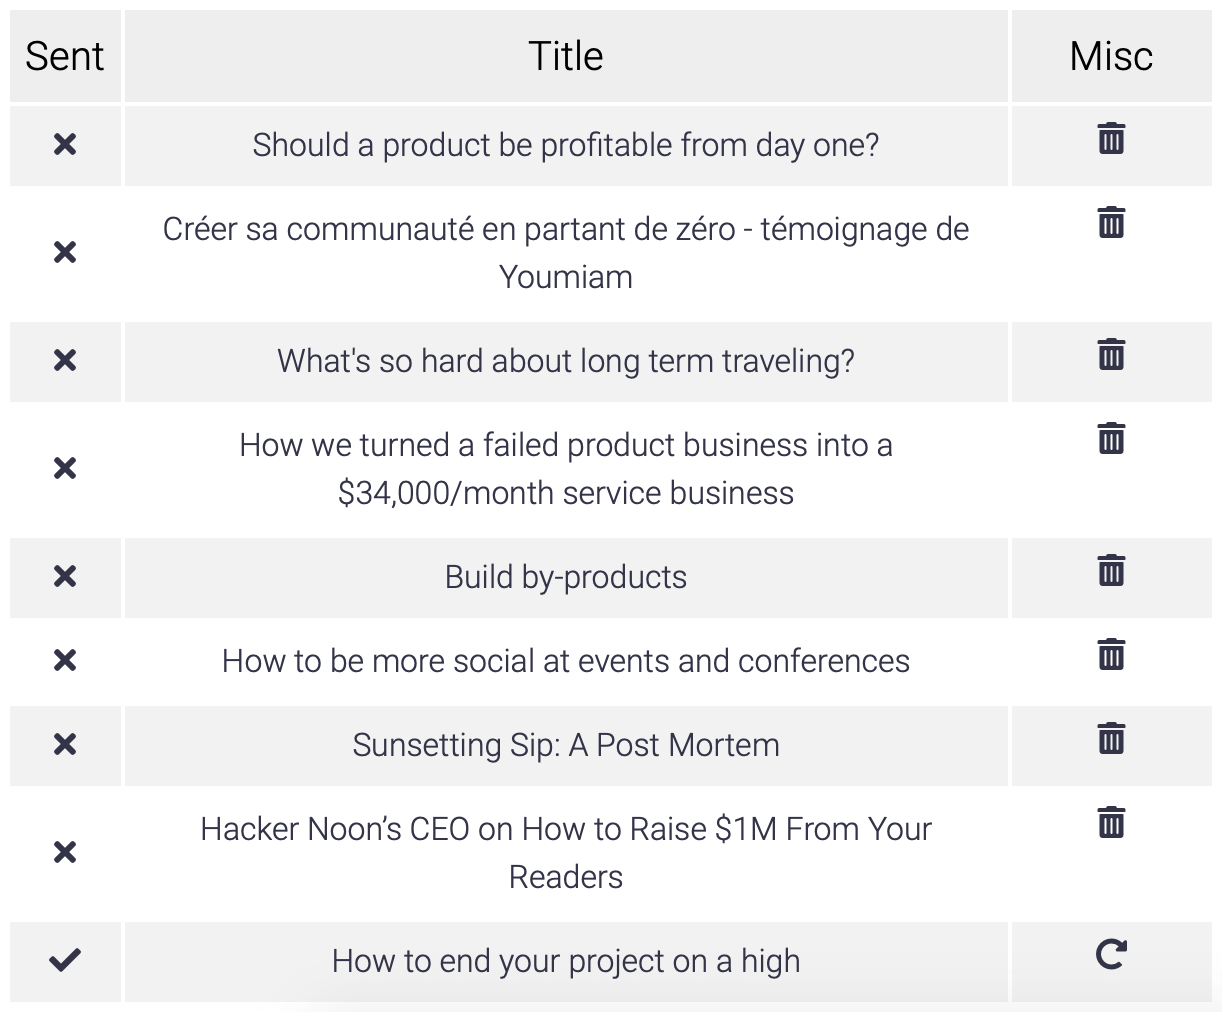 Sent Title Misc
Should a product be profitable from day one?
Créer sa communauté en partant de zéro - témoignage de
Youmiam
What's so hard about long term traveling?
How we turned a failed product business into a
$34,000/month service business
Build by-products
How to be more social at events and conferences
Sunsetting Sip: A Post Mortem
Hacker Noon’s CEO on How to Raise $1M From Your
Readers
How to end your project on a high